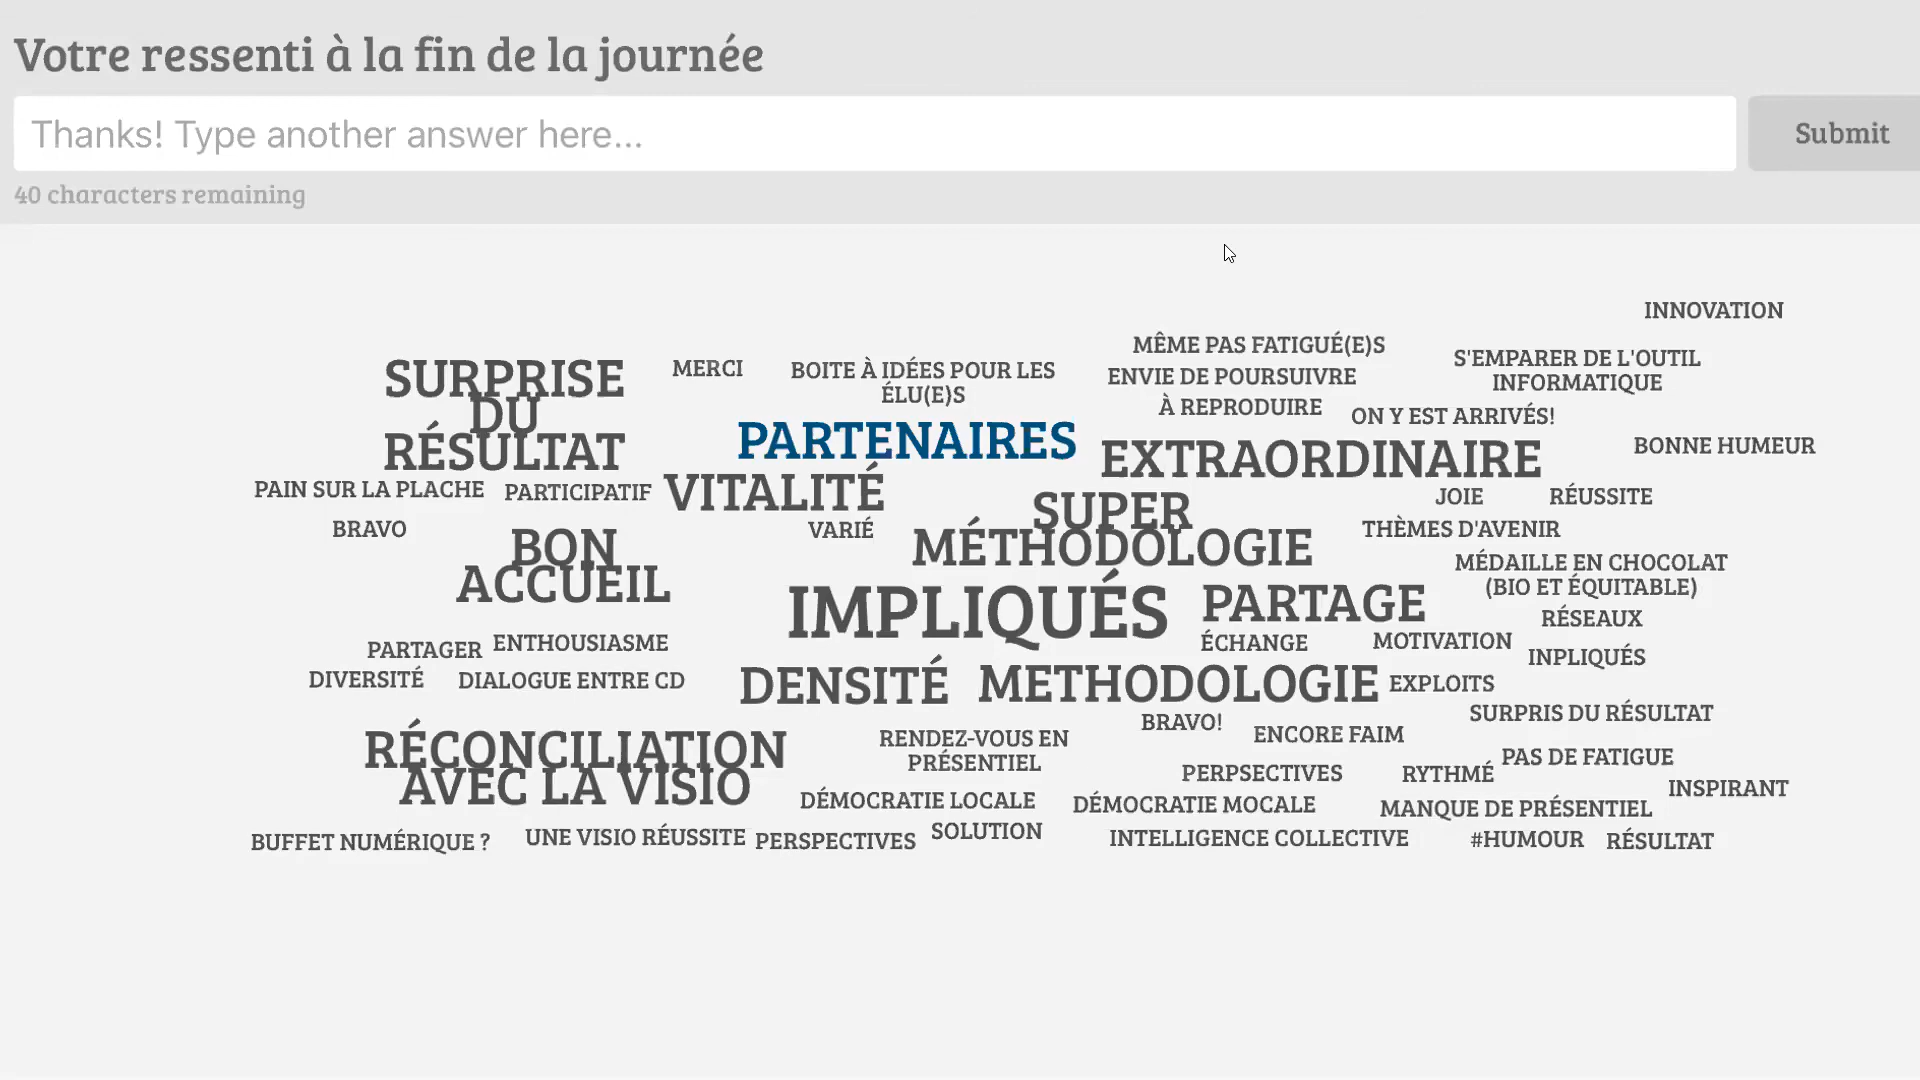 Votre ressenti à la fin de la journée
Thanks! Type another answer here...
Submit
40 characters remaining
INNOVATION
MÊME PAS FATIGUÉ(E)S
S'EMPARER DE L'OUTIL
INFORMATIQUE
SURPRISE
DU
RÉSULTAT
MERCI
BOITE À IDÉES POUR LES
ÉLU(E)S
ENVIE DE POURSUIVRE
À REPRODUIRE
ON Y EST ARRIVÉS!
PARTENAIRES
EXTRAORDINAIRE
BONNE HUMEUR
PAIN SUR LA PLACHE
PARTICIPATIF
VITALITÉ
SUPER
MÉTHODOLOGIE
JOIE
RÉUSSITE
BRAVO
VARIÉ
THÈMES D'AVENIR
BON
ACCUEIL
MÉDAILLE EN CHOCOLAT
(BIO ET ÉQUITABLE)
IMPLIQUÉS
PARTAGE
RÉSEAUX
PARTAGER
ENTHOUSIASME
ÉCHANGE
MOTIVATION
INPLIQUÉS
DIVERSITÉ
DIALOGUE ENTRE CD
DENSITÉ
METHODOLOGIE
EXPLOITS
SURPRIS DU RÉSULTAT
BRAVO!
ENCORE FAIM
RÉCONCILIATION
AVEC LA VISIO
RENDEZ-VOUS EN
PRÉSENTIEL
PAS DE FATIGUE
PERPSECTIVES
RYTHMÉ
INSPIRANT
DÉMOCRATIE LOCALE
DÉMOCRATIE MOCALE
MANQUE DE PRÉSENTIEL
BUFFET NUMÉRIQUE ?
UNE VISIO RÉUSSITE
PERSPECTIVES
SOLUTION
INTELLIGENCE COLLECTIVE
#HUMOUR
RÉSULTAT